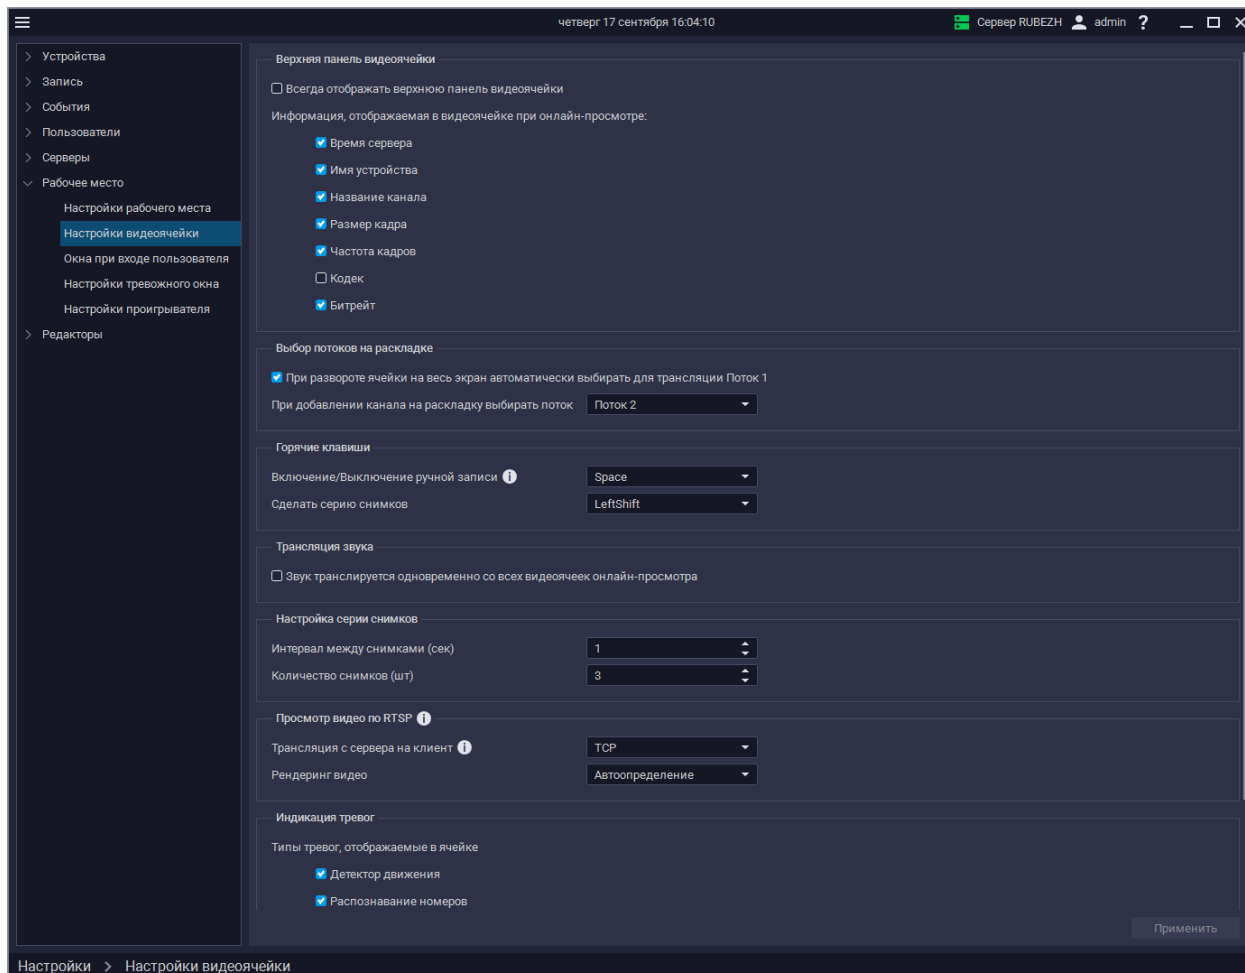 четверг 17 сентября 16:04:10
Сервер RUBEZH admin ?
Устройства
Запись
События
Пользователи
Серверы
Рабочее место
Настройки рабочего места
Настройки видеоячейки
Окна при входе пользователя
Настройки тревожного окна
Настройки проигрывателя
Редакторы
Верхняя панель видеоячейки
Всегда отображать верхнюю панель видеоячейки
Информация, отображаемая в видеоячейке при онлайн-просмотре:
Время сервера
Имя устройства
Название канала
Размер кадра
Частота кадров
Кодек
Битрейт
Выбор потоков на раскладке
При развороте ячейки на весь экран автоматически выбирать для трансляции Поток 1
При добавлении канала на раскладку выбирать поток Поток 2
Горячие клавиши
Включение/Выключение ручной записи Space
Сделать серию снимков LeftShift
Трансляция звука
Звук транслируется одновременно со всех видеоячеек онлайн-просмотра
Настройка серии снимков
Интервал между снимками (сек) 1
Количество снимков (шт) 3
Просмотр видео по RTSP
Трансляция с сервера на клиент TCP
Рендеринг видео Автоопределение
Индикация тревог
Типы тревог, отображаемые в ячейке
Детектор движения
Распознавание номеров
Применить
Настройки > Настройки видеоячейки